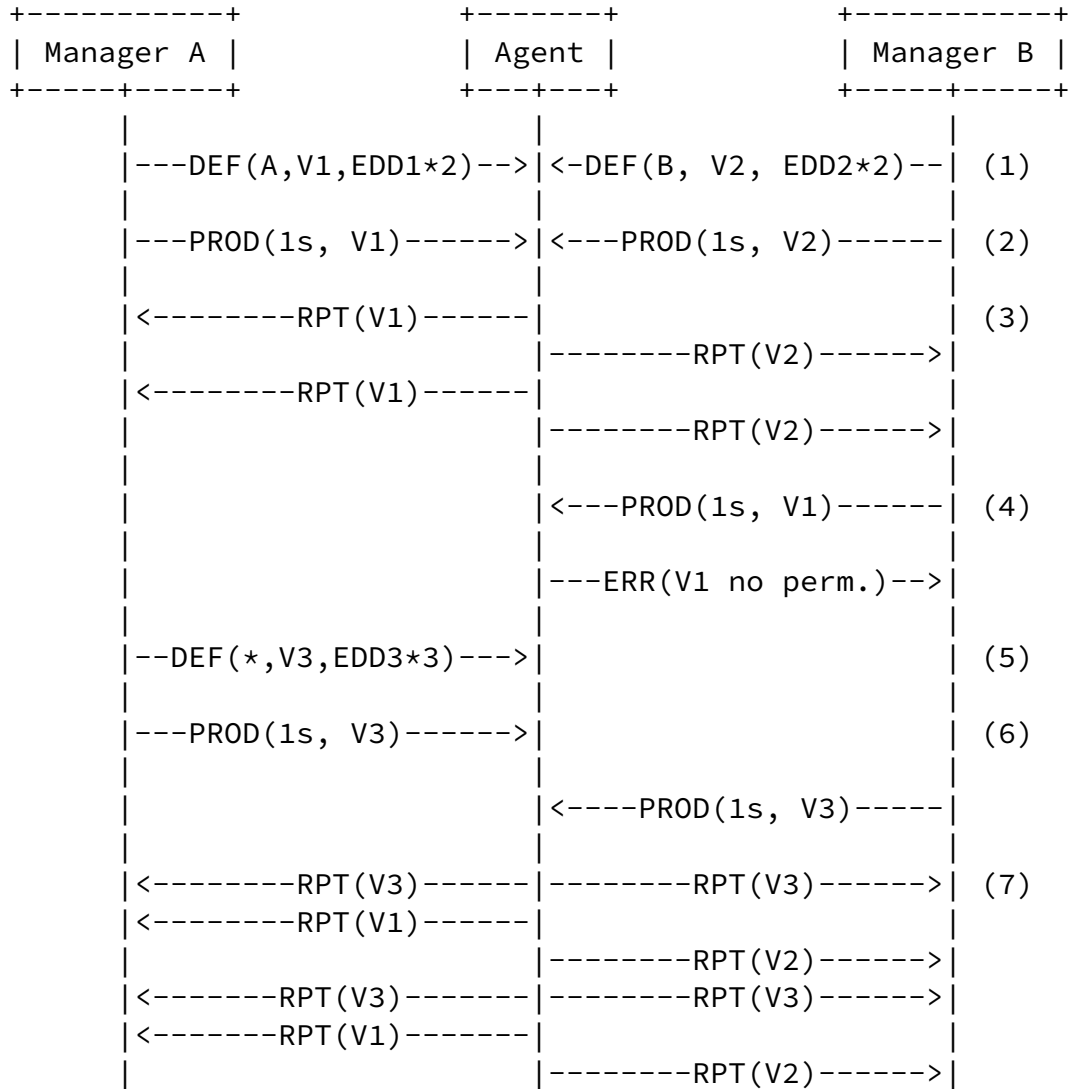 +-----------+           +-------+           +-----------+
| Manager A |           | Agent |           | Manager B |
+-----+-----+           +---+---+           +-----+-----+
      |                     |                     |
      |---DEF(A,V1,EDD1*2)-->|<-DEF(B, V2, EDD2*2)--| (1)
      |                     |                     |
      |---PROD(1s, V1)------>|<---PROD(1s, V2)------| (2)
      |                     |                     |
      |<--------RPT(V1)------|                     | (3)
      |                     |--------RPT(V2)------>|
      |<--------RPT(V1)------|                     |
      |                     |--------RPT(V2)------>|
      |                     |                     |
      |                     |<---PROD(1s, V1)------| (4)
      |                     |                     |
      |                     |---ERR(V1 no perm.)-->|
      |                     |                     |
      |--DEF(*,V3,EDD3*3)--->|                     | (5)
      |                     |                     |
      |---PROD(1s, V3)------>|                     | (6)
      |                     |                     |
      |                     |<----PROD(1s, V3)-----|
      |                     |                     |
      |<--------RPT(V3)------|--------RPT(V3)------>| (7)
      |<--------RPT(V1)------|                     |
      |                     |--------RPT(V2)------>|
      |<-------RPT(V3)-------|--------RPT(V3)------>|
      |<-------RPT(V1)-------|                     |
      |                     |--------RPT(V2)------>|